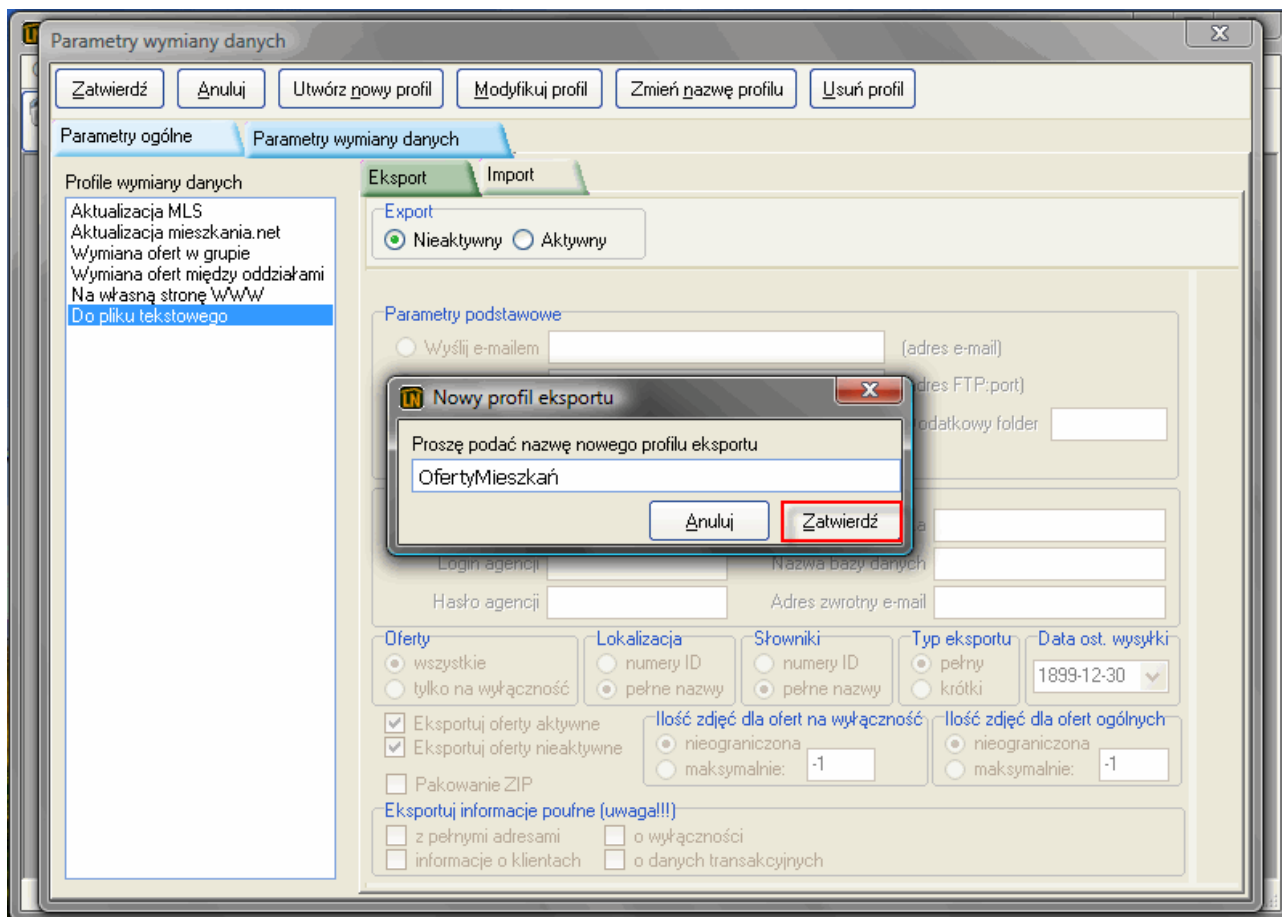 Parametry wymiany danych
Zatwierdź Anuluj Utwórz nowy profil Modyfikuj profil Zmień nazwę profilu Usuń profil
Parametry ogólne Parametry wymiany danych
Profile wymiany danych
Aktualizacja MLS
Aktualizacja mieszkania.net
Wymiana ofert w grupie
Wymiana ofert między oddziałami
Na własną stronę WWW
Do pliku tekstowego
Eksport Import
Export
Nieaktywny Aktywny
Parametry podstawowe
Wyślij e-mailem (adres e-mail)
dres FTP:port)
odatkowy folder
Nowy profil eksportu
Proszę podać nazwę nowego profilu eksportu
OfertyMieszkań
Anuluj Zatwierdź
Login agencji Nazwa bazy danych
Hasło agencji Adres zwrotny e-mail
Oferty Lokalizacja Słowniki Typ eksportu Data ost. wysyłki
wszystkie numery ID numery ID pełny 1899-12-30
tylko na wyłączność pełne nazwy pełne nazwy krótki
Eksportuj oferty aktywne Ilość zdjęć dla ofert na wyłączność Ilość zdjęć dla ofert ogólnych
Eksportuj oferty nieaktywne nieograniczona nieograniczona
maksymalnie: -1 maksymalnie: -1
Pakowanie ZIP
Eksportuj informacje poufne (uwaga!!!)
z pełnymi adresami o wyłączności
informacje o klientach o danych transakcyjnych